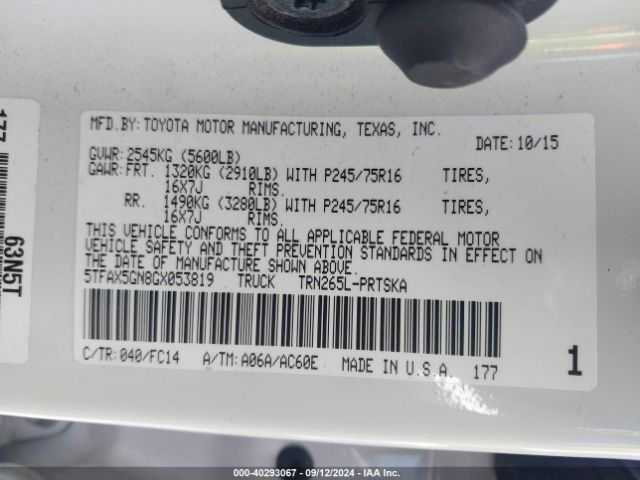 MFD.BY:TOYOTA MOTOR MANUFACTURING, TEXAS, INC.
DATE:10/15
GVWR:2545KG (5600LB)
GAWR:FRT. 1320KG (2910LB) WITH P245/75R16 TIRES,
16X7J RIMS.
RR. 1490KG (3280LB) WITH P245/75R16 TIRES,
16X7J RIMS.
THIS VEHICLE CONFORMS TO ALL APPLICABLE FEDERAL MOTOR
VEHICLE SAFETY AND THEFT PREVENTION STANDARDS IN EFFECT ON
THE DATE OF MANUFACTURE SHOWN ABOVE.
5TFAX5GN8GX053819 TRUCK TRN265L-PRTSKA
C/TR:040/FC14 A/TM:A06A/AC60E MADE IN U.S.A. 177
1
177
63N5T
000-40293067 - 09/12/2024 - IAA Inc.